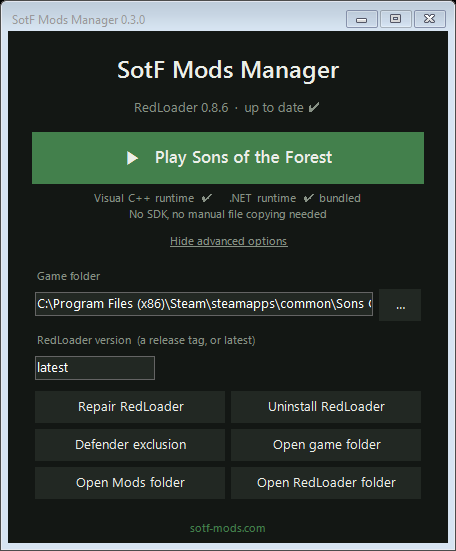 SotF Mods Manager 0.3.0
SotF Mods Manager
RedLoader 0.8.6 · up to date ✔
▶ Play Sons of the Forest
Visual C++ runtime ✔ .NET runtime ✔ bundled
No SDK, no manual file copying needed
Hide advanced options
Game folder
C:\Program Files (x86)\Steam\steamapps\common\Sons
...
RedLoader version (a release tag, or latest)
latest
Repair RedLoader
Uninstall RedLoader
Defender exclusion
Open game folder
Open Mods folder
Open RedLoader folder
sotf-mods.com